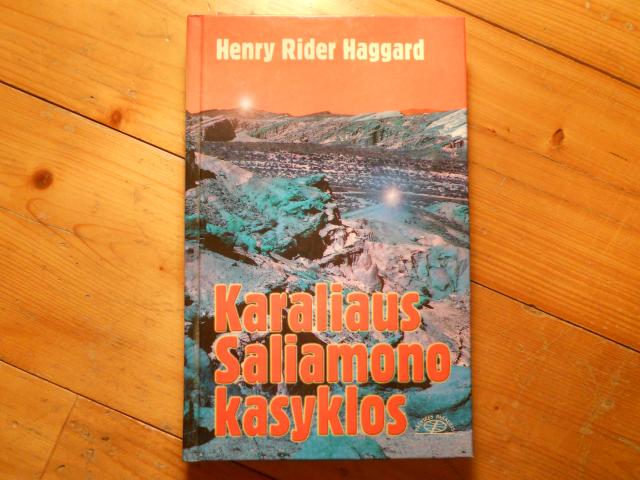 Henry Rider Haggard
Karaliaus
Saliamono
kasyklos